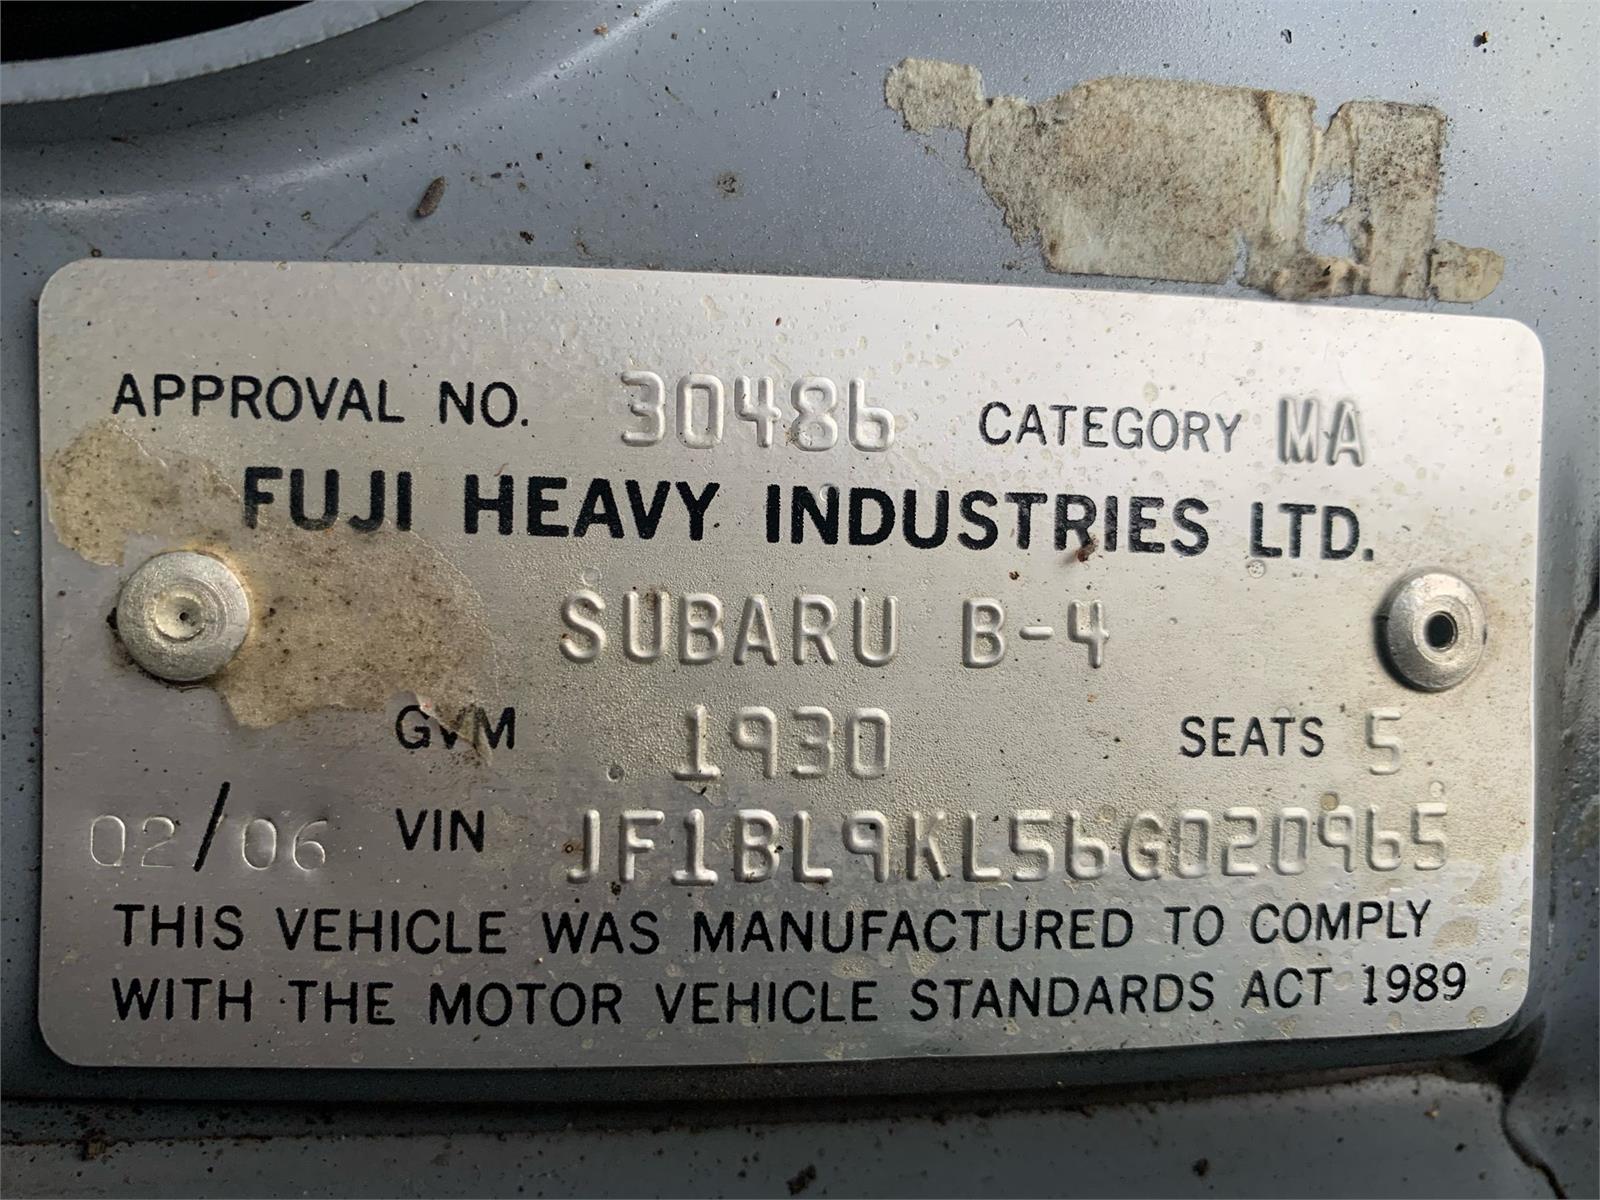 APPROVAL NO. 30486 CATEGORY MA
FUJI HEAVY INDUSTRIES LTD.
SUBARU B-4
GVM 1930 SEATS 5
02/06 VIN JF1BL9KL56G020965
THIS VEHICLE WAS MANUFACTURED TO COMPLY
WITH THE MOTOR VEHICLE STANDARDS ACT 1989